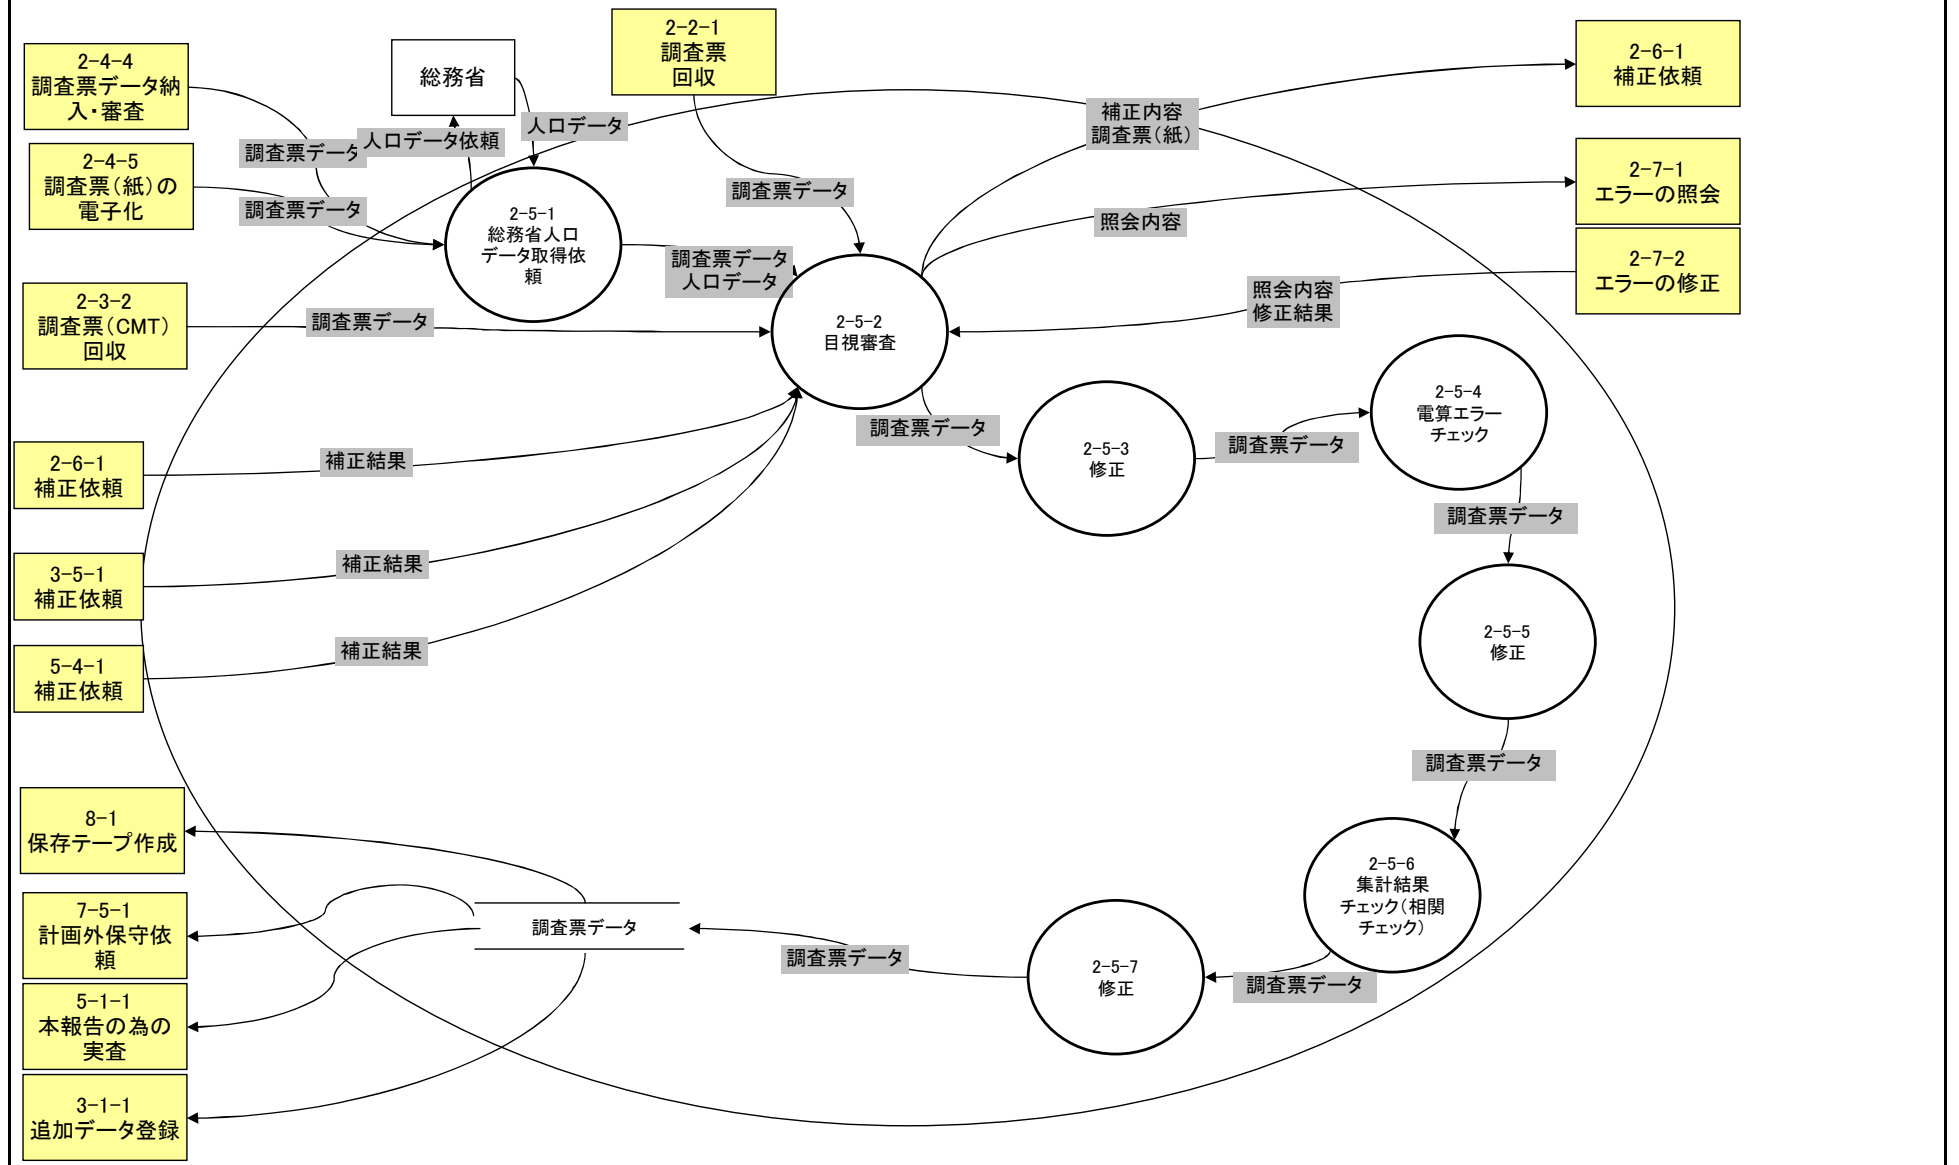 2-4-4
調査票データ納
入・審査
総務省
2-2-1
調査票
回収
2-6-1
補正依頼
調査票データ
人口データ依頼
人口データ
補正内容
調査票（紙）
2-4-5
調査票（紙）の
電子化
調査票データ
調査票データ
2-7-1
エラーの照会
照会内容
2-5-1
総務省人口
データ取得依
頼
調査票データ
人口データ
2-7-2
エラーの修正
照会内容
修正結果
2-3-2
調査票（CMT）
回収
調査票データ
2-5-2
目視審査
2-5-4
電算エラー
チェック
調査票データ
2-5-3
修正
調査票データ
2-6-1
補正依頼
補正結果
調査票データ
3-5-1
補正依頼
補正結果
2-5-5
修正
5-4-1
補正依頼
補正結果
調査票データ
8-1
保存テープ作成
2-5-6
集計結果
チェック（相関
チェック）
7-5-1
計画外保守依
頼
調査票データ
調査票データ
2-5-7
修正
調査票データ
5-1-1
本報告の為の
実査
3-1-1
追加データ登録